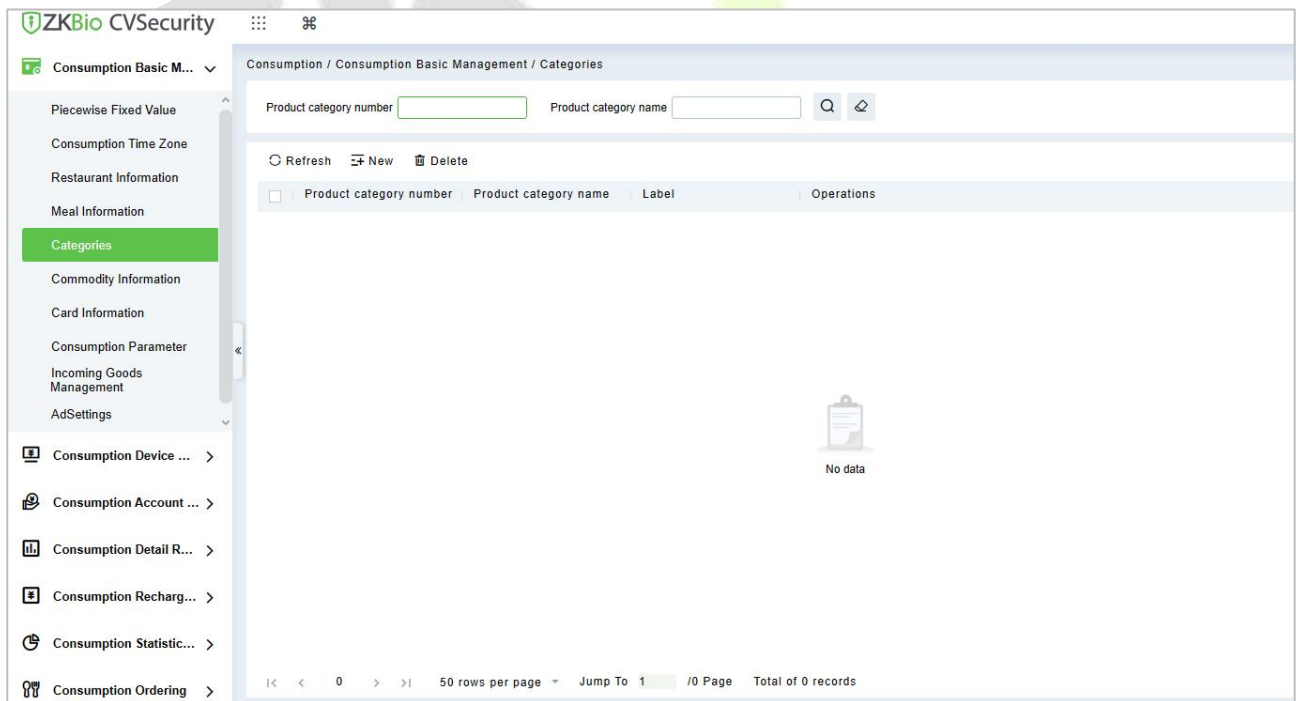 ZKBio CVSecurity
Consumption Basic M...
Piecewise Fixed Value
Consumption Time Zone
Restaurant Information
Meal Information
Categories
Commodity Information
Card Information
Consumption Parameter
Incoming Goods
Management
AdSettings
Consumption Device ...
Consumption Account ...
Consumption Detail R...
Consumption Recharg...
Consumption Statistic...
Consumption Ordering
Consumption / Consumption Basic Management / Categories
Product category number Product category name
Refresh New Delete
Product category number Product category name Label Operations
No data
0 50 rows per page Jump To 1 /0 Page Total of 0 records